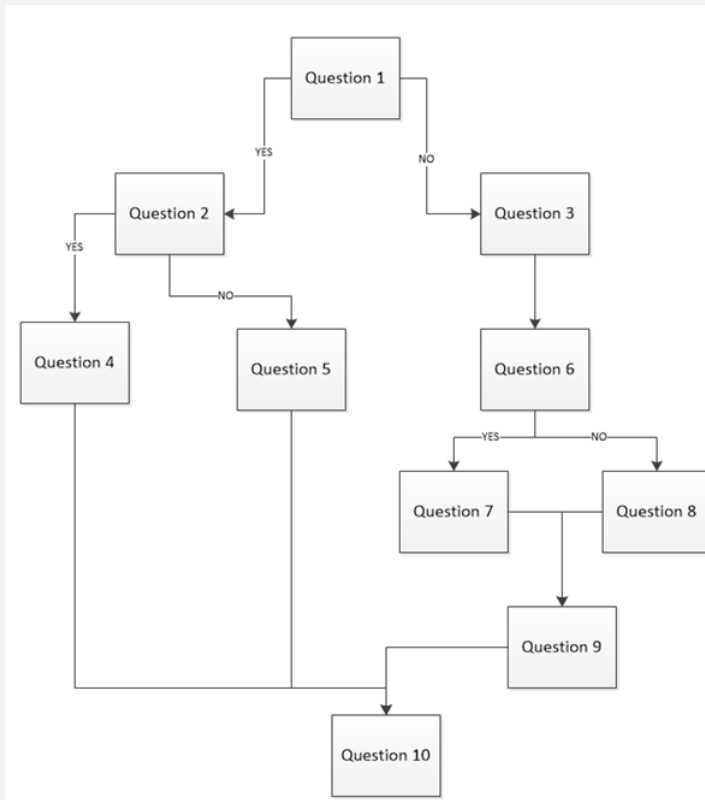 Question 1
YES
NO
Question 2
Question 3
YES
NO
Question 4
Question 5
Question 6
YES
NO
Question 7
Question 8
Question 9
Question 10